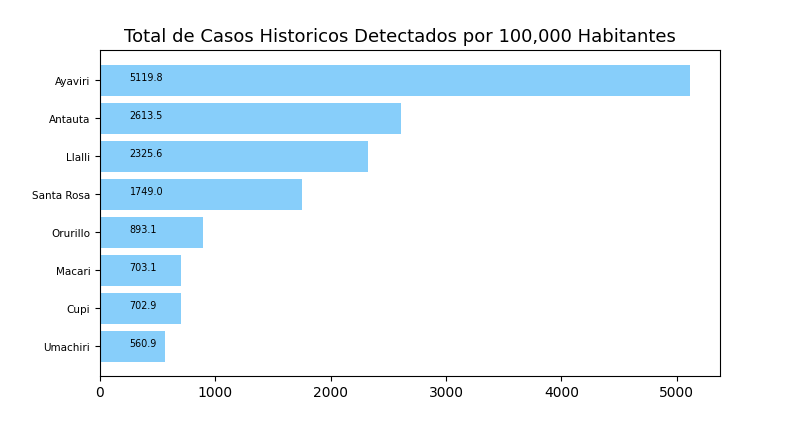 Total de Casos Historicos Detectados por 100,000 Habitantes
Ayaviri 5119.8
Antauta 2613.5
Llalli 2325.6
Santa Rosa 1749.0
Orurillo 893.1
Macari 703.1
Cupi 702.9
Umachiri 560.9
0 1000 2000 3000 4000 5000